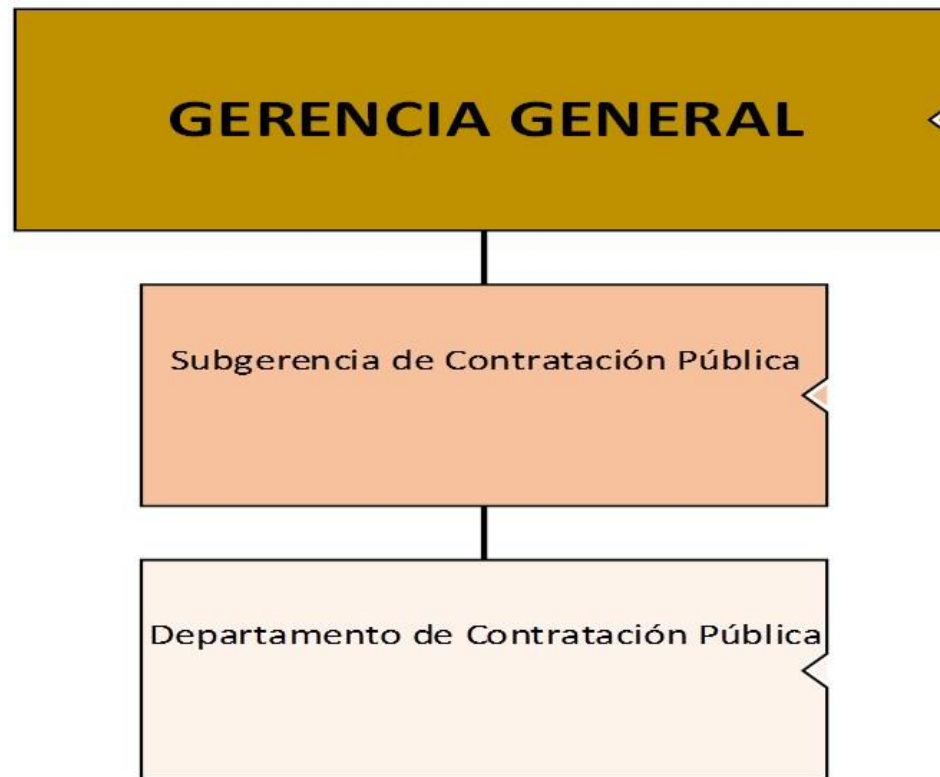 GERENCIA GENERAL
Subgerencia de Contratación Pública
Departamento de Contratación Pública